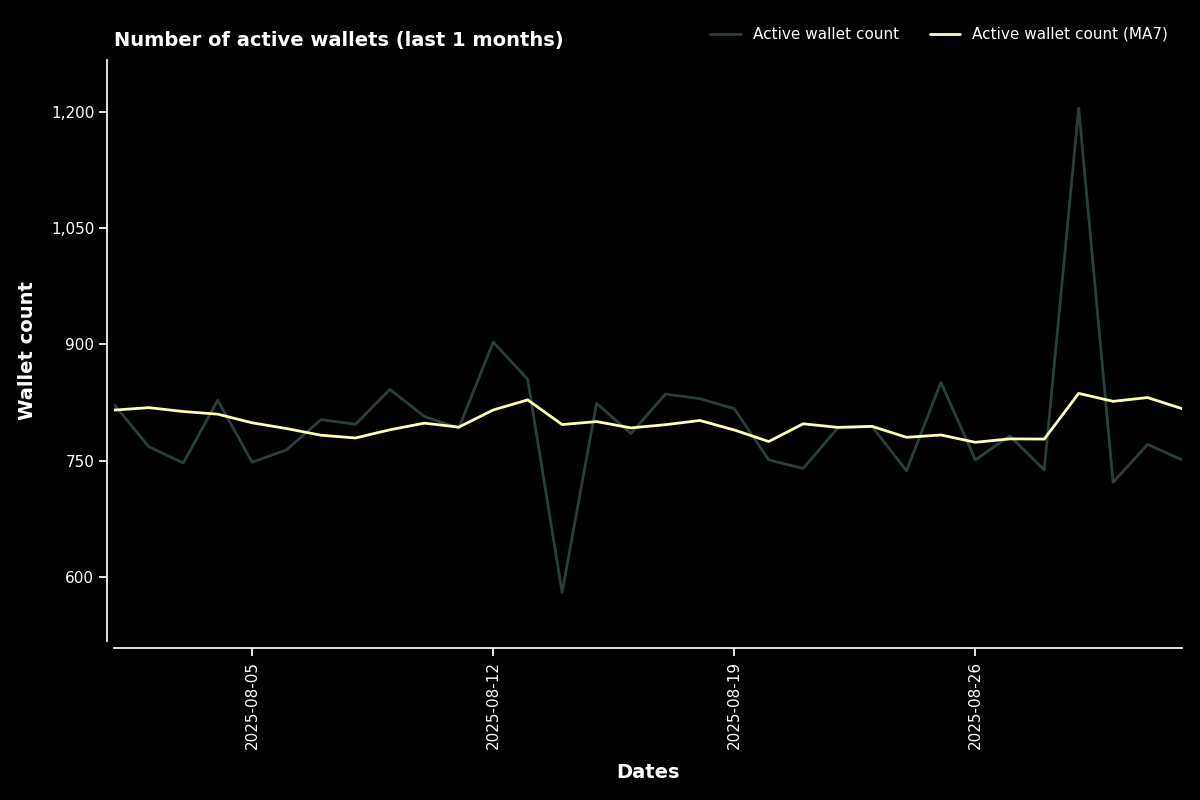 Number of active wallets (last 1 months)
Active wallet count
Active wallet count (MA7)
Wallet count
1,200
1,050
900
750
600
2025-08-05
2025-08-12
2025-08-19
2025-08-26
Dates